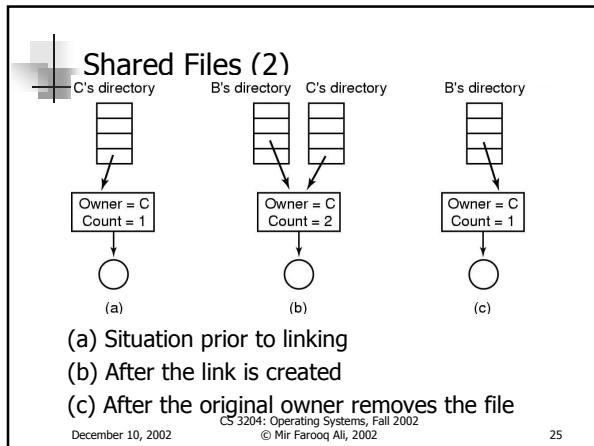 Shared Files (2)
C's directory
B's directory
C's directory
B's directory
Owner = C
Count = 1
Owner = C
Count = 2
Owner = C
Count = 1
(a)
(b)
(c)
(a) Situation prior to linking
(b) After the link is created
(c) After the original owner removes the file
CS 3204: Operating Systems, Fall 2002
December 10, 2002
© Mir Farooq Ali, 2002
25